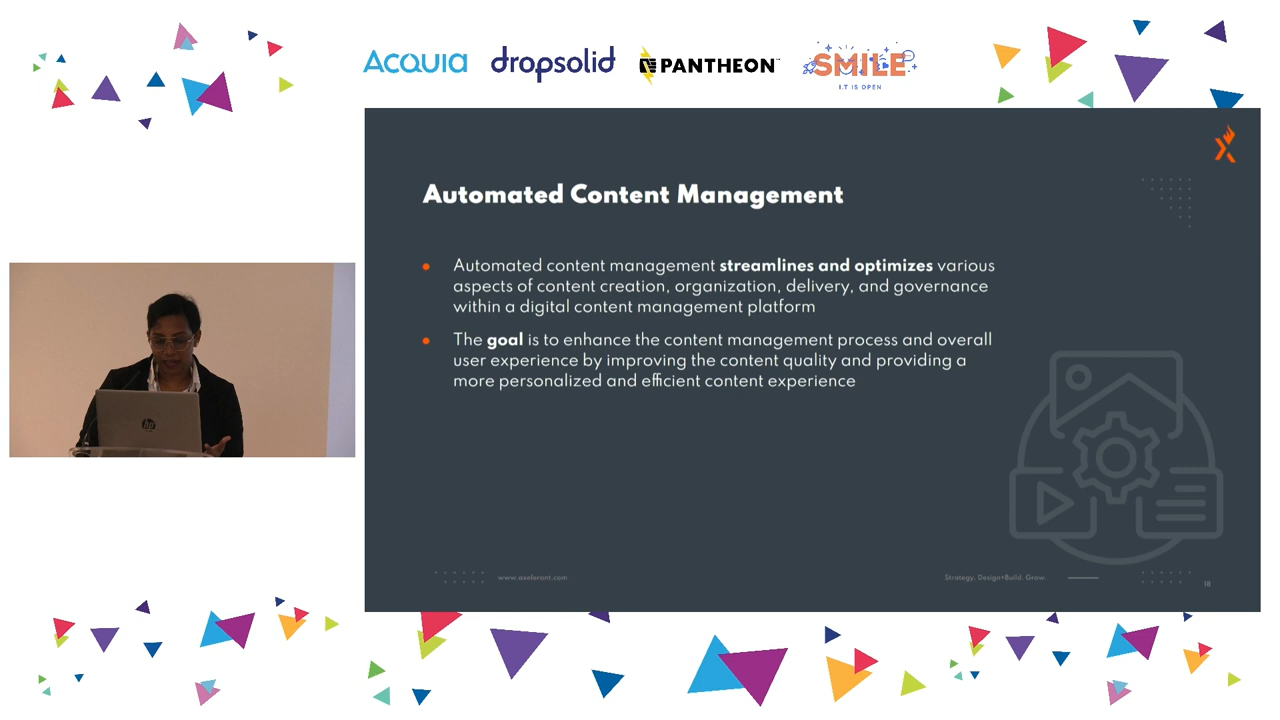 ACQUIA
dropsolid
PANTHEON
SMILE
I.T IS OPEN
Automated Content Management
Automated content management streamlines and optimizes various
aspects of content creation, organization, delivery, and governance
within a digital content management platform
The goal is to enhance the content management process and overall
user experience by improving the content quality and providing a
more personalized and efficient content experience
hp
www.axelerant.com
Strategy. Design+Build. Grow.
18